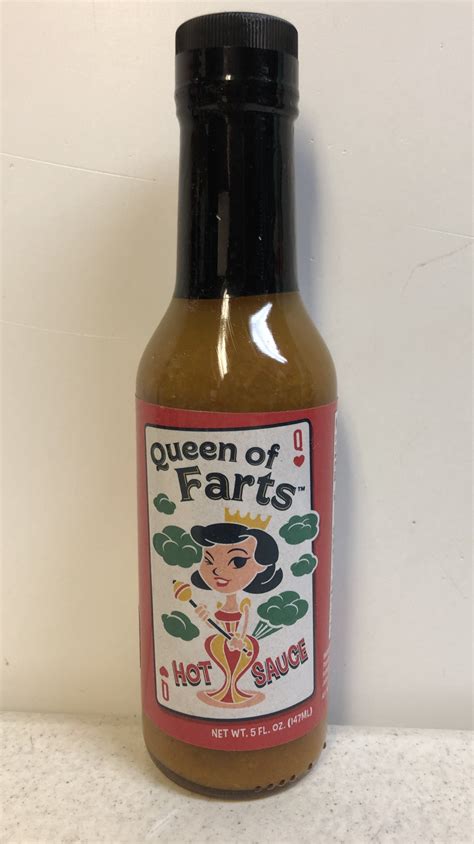 Q
Queen of
Farts™
HOT SAUCE
Q
NET WT. 5 FL. OZ. (147ML)